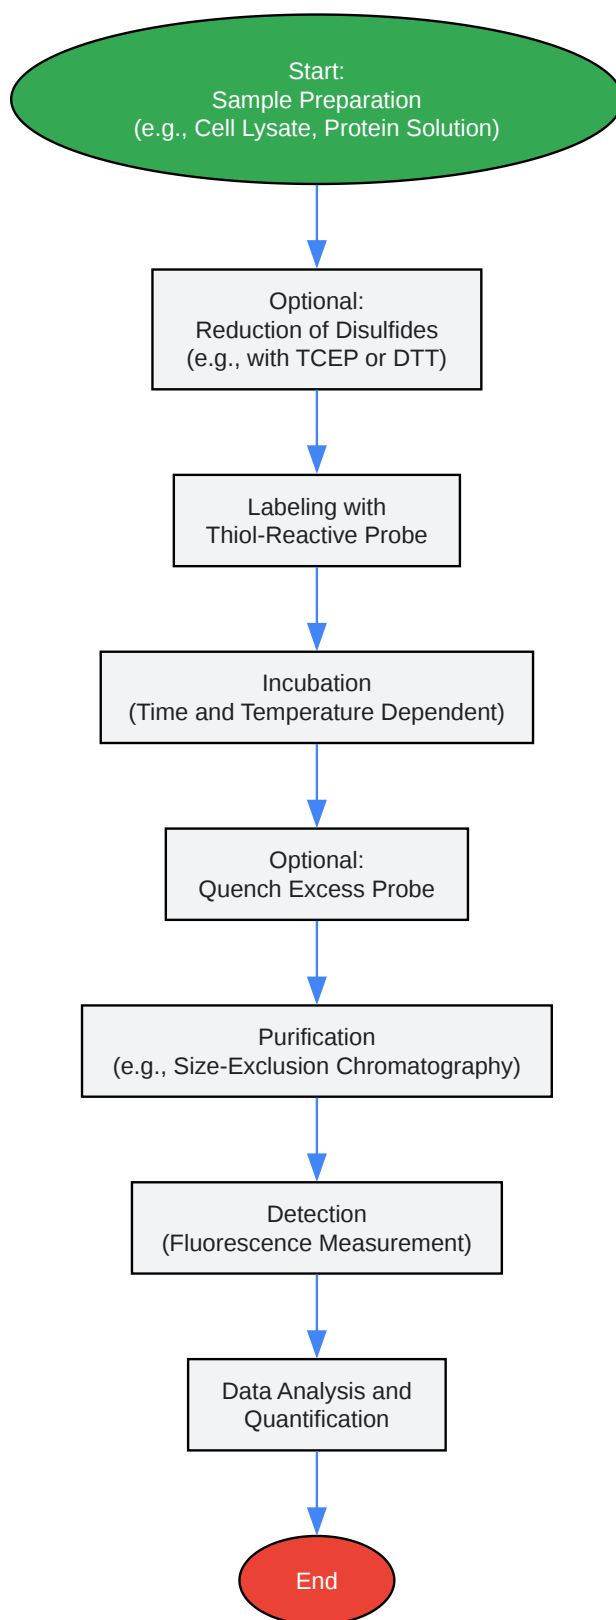 Start:
Sample Preparation
(e.g., Cell Lysate, Protein Solution)
Optional:
Reduction of Disulfides
(e.g., with TCEP or DTT)
Labeling with
Thiol-Reactive Probe
Incubation
(Time and Temperature Dependent)
Optional:
Quench Excess Probe
Purification
(e.g., Size-Exclusion Chromatography)
Detection
(Fluorescence Measurement)
Data Analysis and
Quantification
End